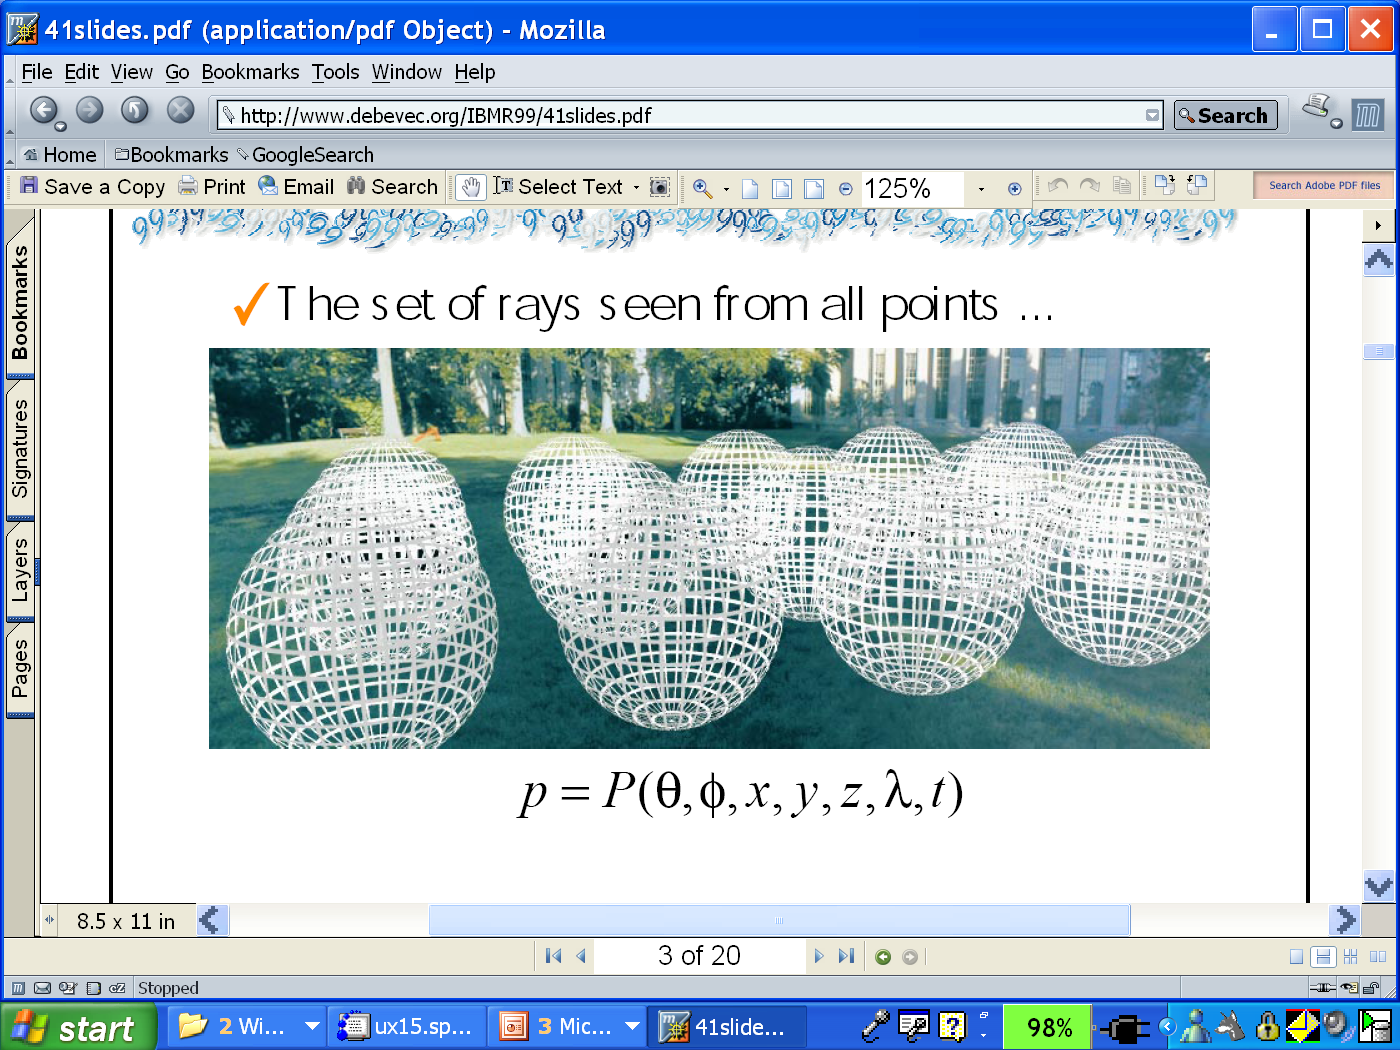 41slides.pdf (application/pdf Object) - Mozilla
File Edit View Go Bookmarks Tools Window Help
http://www.debevec.org/IBMR99/41slides.pdf Search
Home Bookmarks GoogleSearch
Save a Copy Print Email Search Select Text 125% Search Adobe PDF files
Bookmarks
Signatures
Layers
Pages
✓The set of rays seen from all points ...
p = P(θ, ϕ, x, y, z, λ, t)
8.5 x 11 in
3 of 20
Stopped
start 2 Wi... ux15.sp... 3 Mic... 41slide... 98%